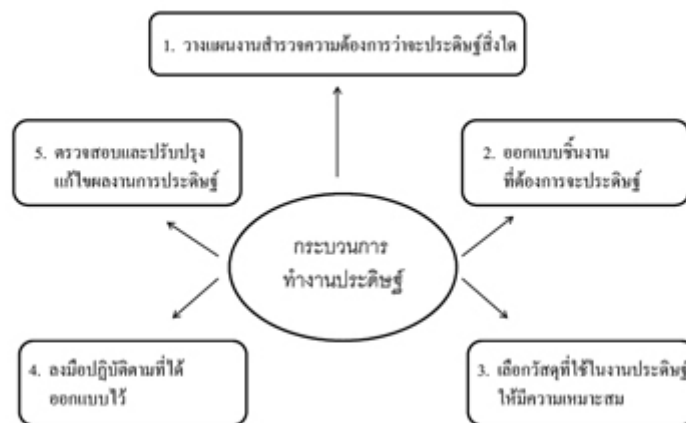 1. วางแผนงานสำรวจความต้องการว่าจะประดิษฐ์สิ่งใด
2. ออกแบบชิ้นงาน
ที่ต้องการจะประดิษฐ์
3. เลือกวัสดุที่ใช้ในงานประดิษฐ์
ให้มีความเหมาะสม
4. ลงมือปฏิบัติตามที่ได้
ออกแบบไว้
5. ตรวจสอบและปรับปรุง
แก้ไขผลงานการประดิษฐ์
กระบวนการ
ทำงานประดิษฐ์